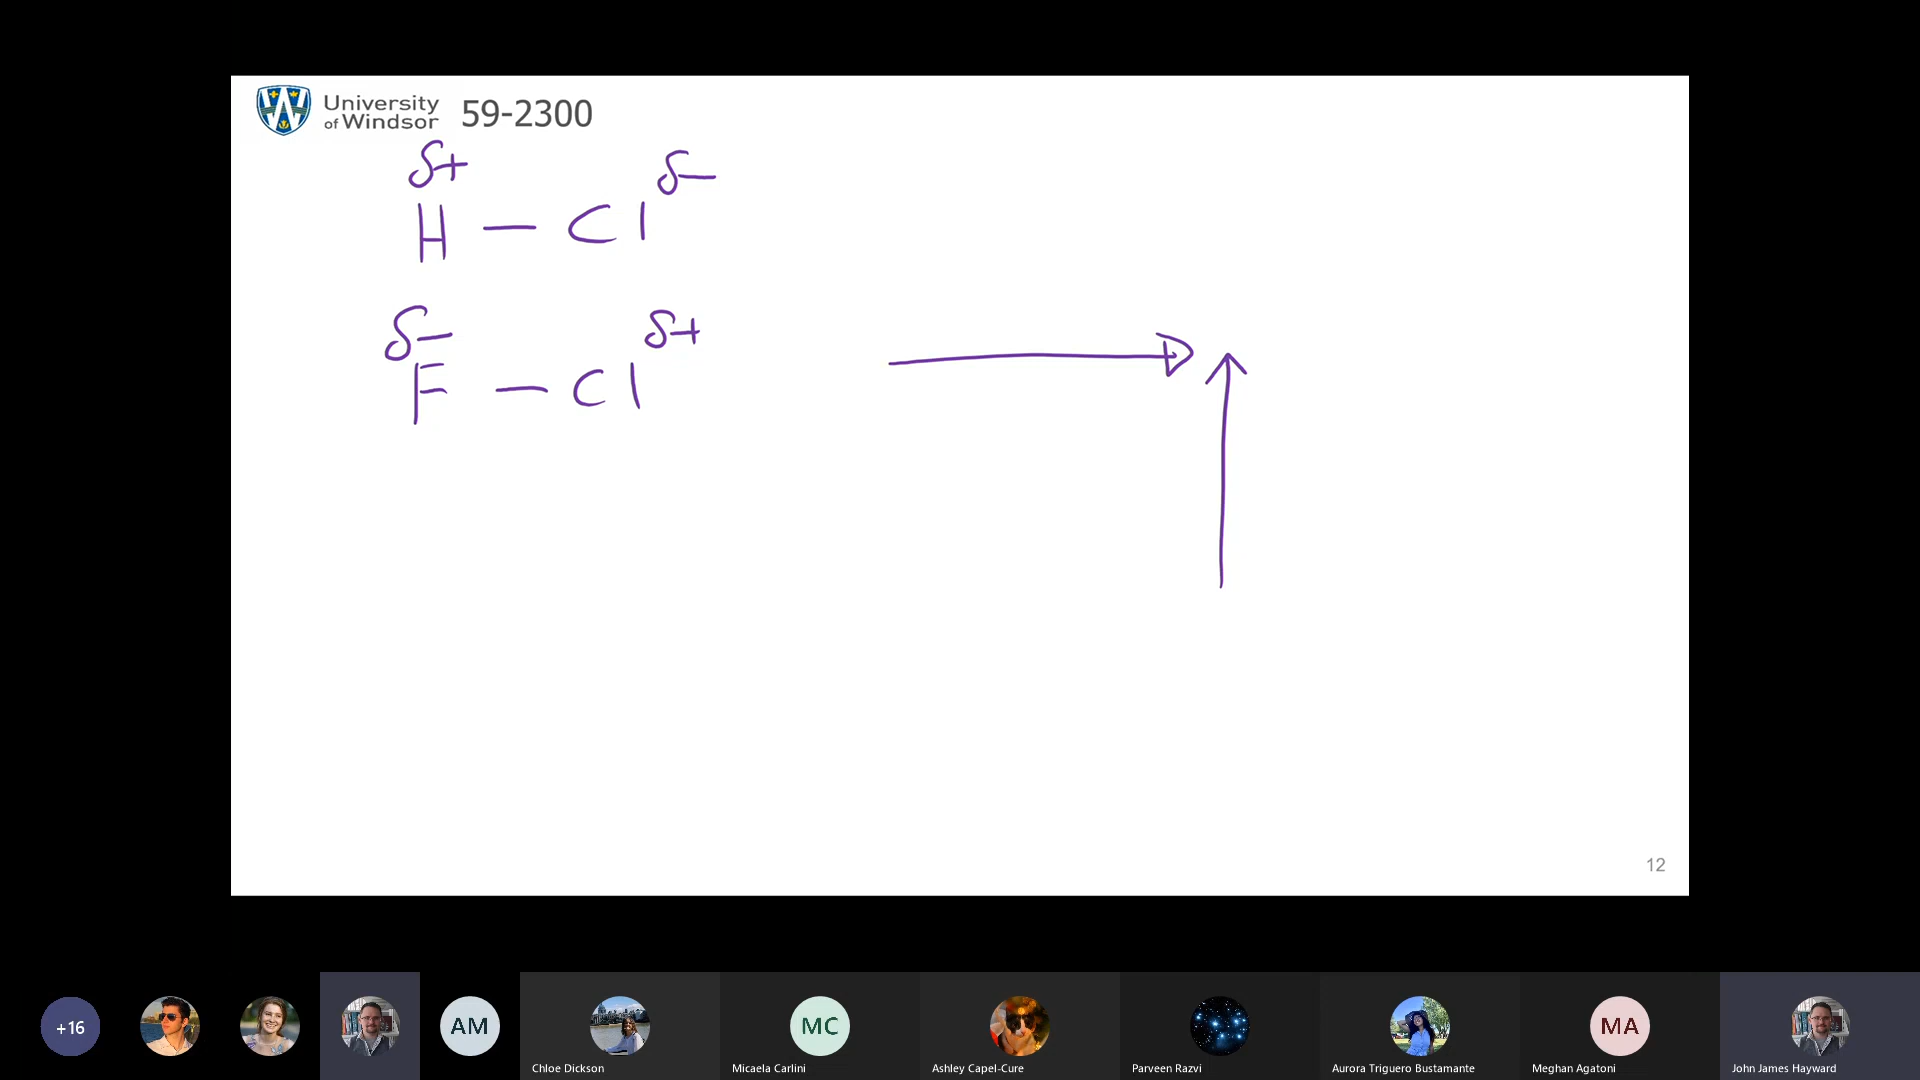 University
of Windsor
59-2300
δ+ δ-
H — Cl
δ- δ+
F — Cl
12
+16
AM
MC
MA
Chloe Dickson
Micaela Carlini
Ashley Capel-Cure
Parveen Razvi
Aurora Triguero Bustamante
Meghan Agatoni
John James Hayward